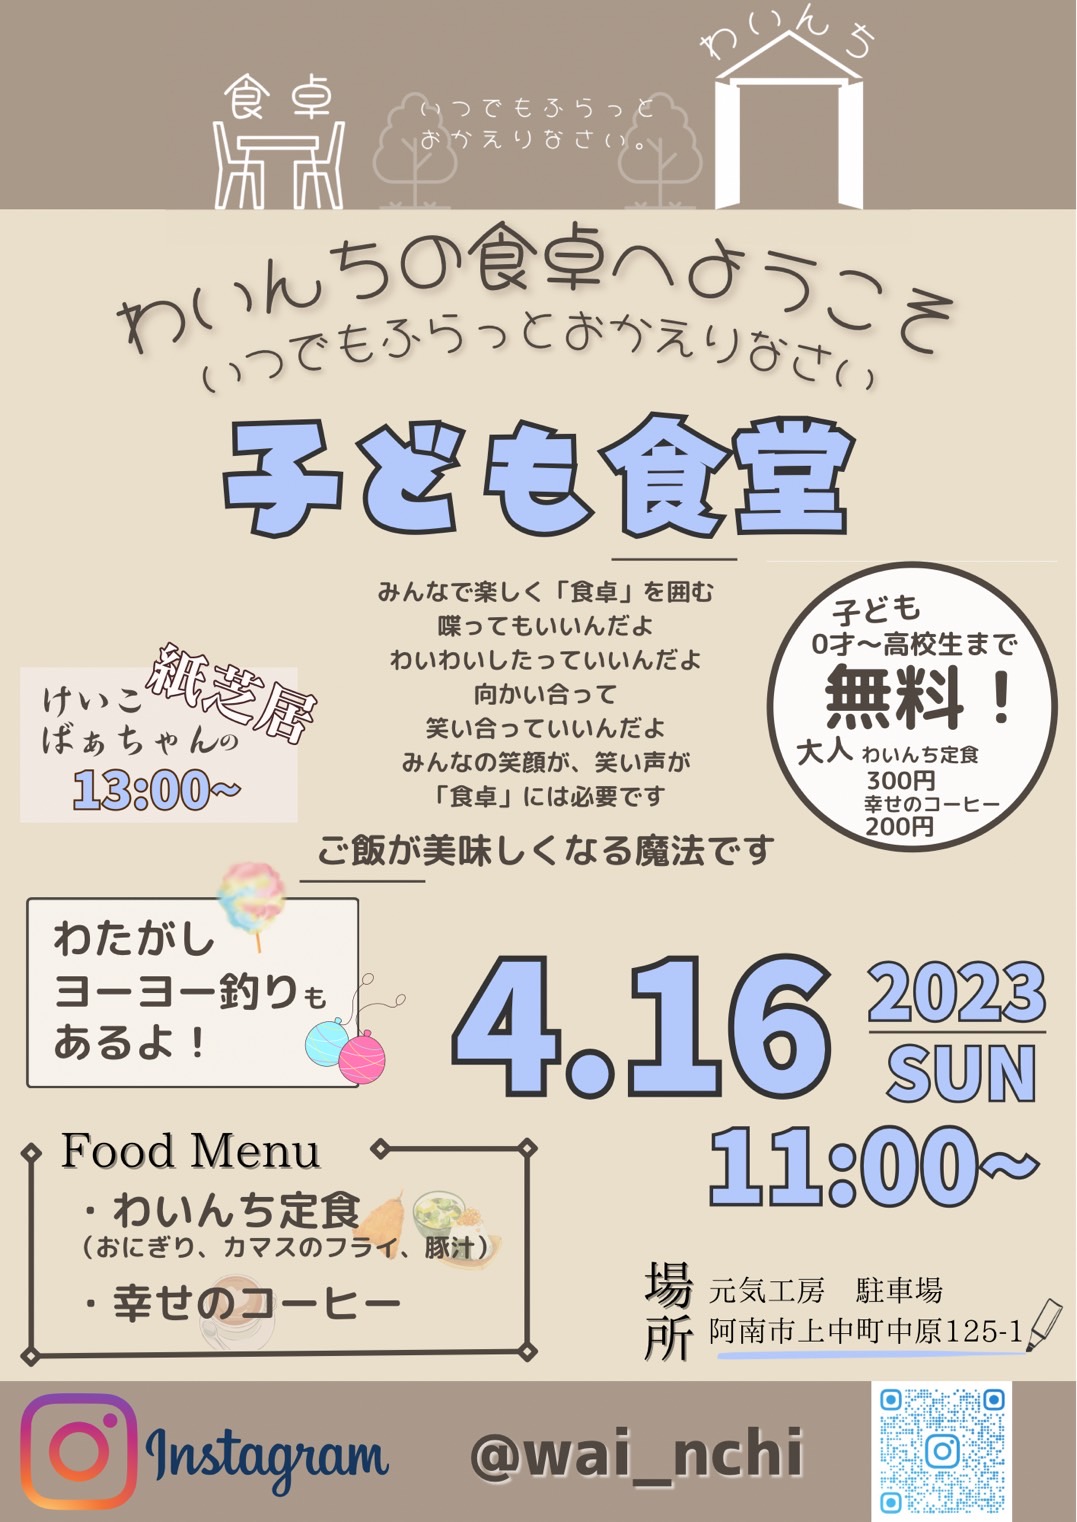 食卓
いつでもふらっと
おかえりなさい。
わいんち
わいんちの食卓へようこそ
いつでもふらっとおかえりなさい
子ども食堂
みんなで楽しく「食卓」を囲む
喋ってもいいんだよ
わいわいしたっていいんだよ
向かい合って
笑い合っていいんだよ
みんなの笑顔が、笑い声が
「食卓」には必要です
ご飯が美味しくなる魔法です
けいこ
ばぁちゃんの
紙芝居
13:00~
子ども
0才～高校生まで
無料！
大人 わいんち定食
300円
幸せのコーヒー
200円
わたがし
ヨーヨー釣りも
あるよ！
4.16
2023
SUN
11:00~
Food Menu
・わいんち定食
（おにぎり、カマスのフライ、豚汁）
・幸せのコーヒー
場所
元気工房　駐車場
阿南市上中町中原125-1
Instagram
@wai_nchi